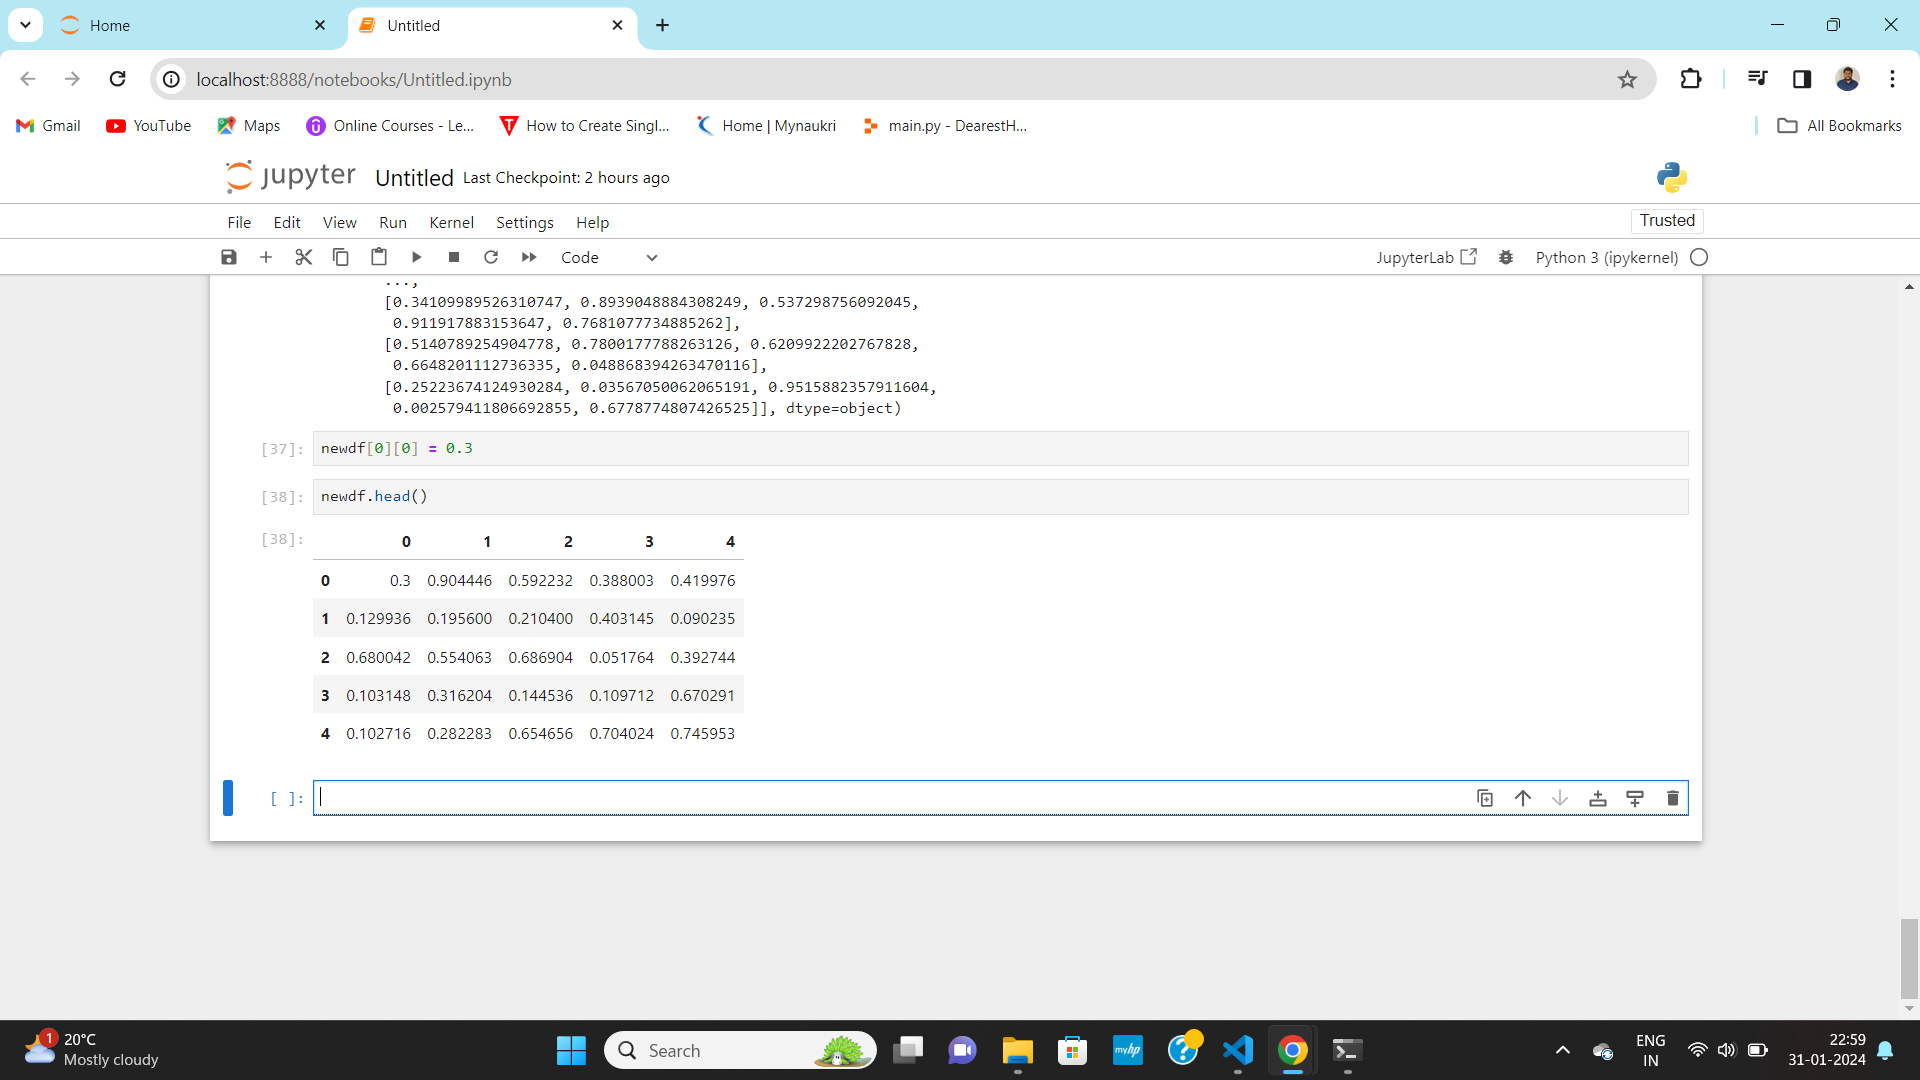 Home
Untitled
localhost:8888/notebooks/Untitled.ipynb
Gmail
YouTube
Maps
Online Courses - Le...
How to Create Singl...
Home | Mynaukri
main.py - DearestH...
All Bookmarks
jupyter Untitled Last Checkpoint: 2 hours ago
File Edit View Run Kernel Settings Help
Trusted
Code
JupyterLab
Python 3 (ipykernel)
...,
[0.34109989526310747, 0.8939048884308249, 0.537298756092045,
0.911917883153647, 0.7681077734885262],
[0.5140789254904778, 0.7800177788263126, 0.6209922202767828,
0.6648201112736335, 0.048868394263470116],
[0.25223674124930284, 0.03567050062065191, 0.9515882357911604,
0.002579411806692855, 0.6778774807426525]], dtype=object)
[37]: newdf[0][0] = 0.3
[38]: newdf.head()
[38]: 0 1 2 3 4
0 0.3 0.904446 0.592232 0.388003 0.419976
1 0.129936 0.195600 0.210400 0.403145 0.090235
2 0.680042 0.554063 0.686904 0.051764 0.392744
3 0.103148 0.316204 0.144536 0.109712 0.670291
4 0.102716 0.282283 0.654656 0.704024 0.745953
[ ]:
1
20°C
Mostly cloudy
Search
myhp
ENG
IN
22:59
31-01-2024